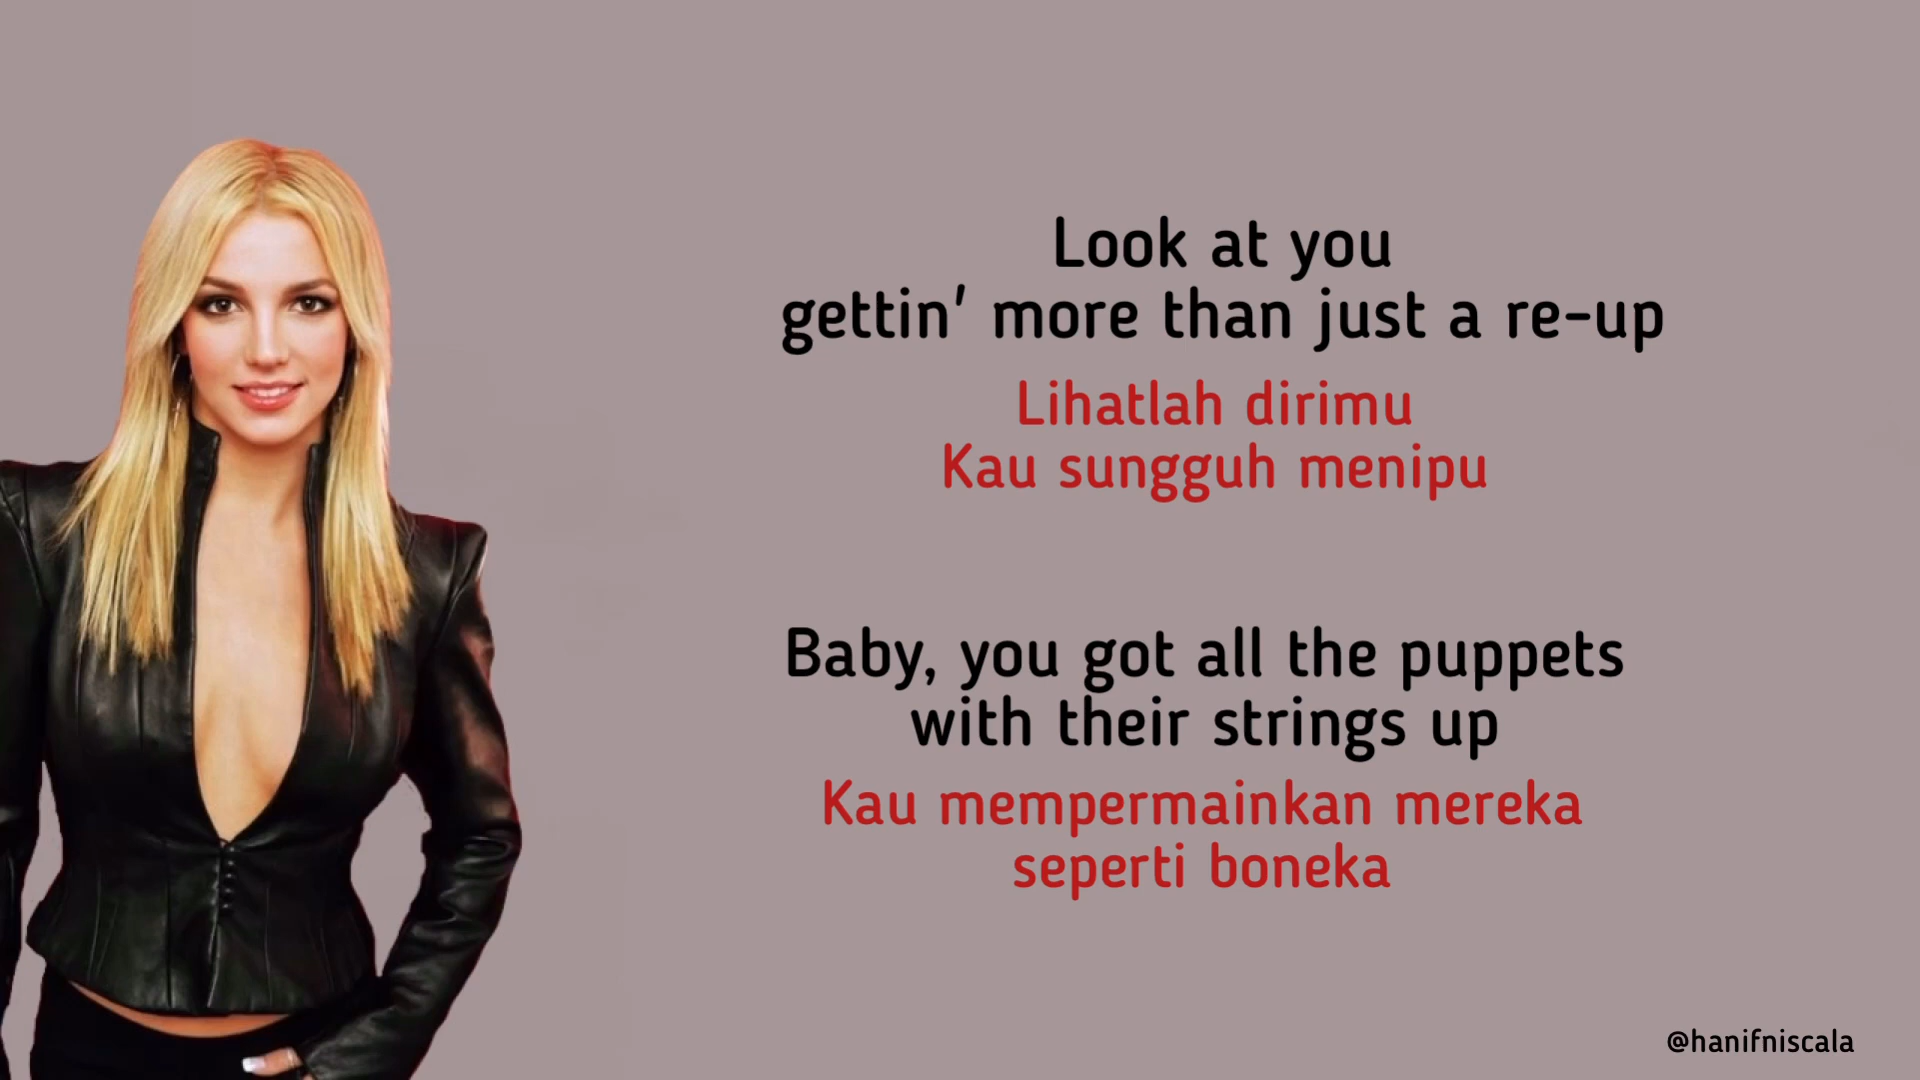 Look at you
gettin' more than just a re-up
Lihatlah dirimu
Kau sungguh menipu
Baby, you got all the puppets
with their strings up
Kau mempermainkan mereka
seperti boneka
@hanifniscala